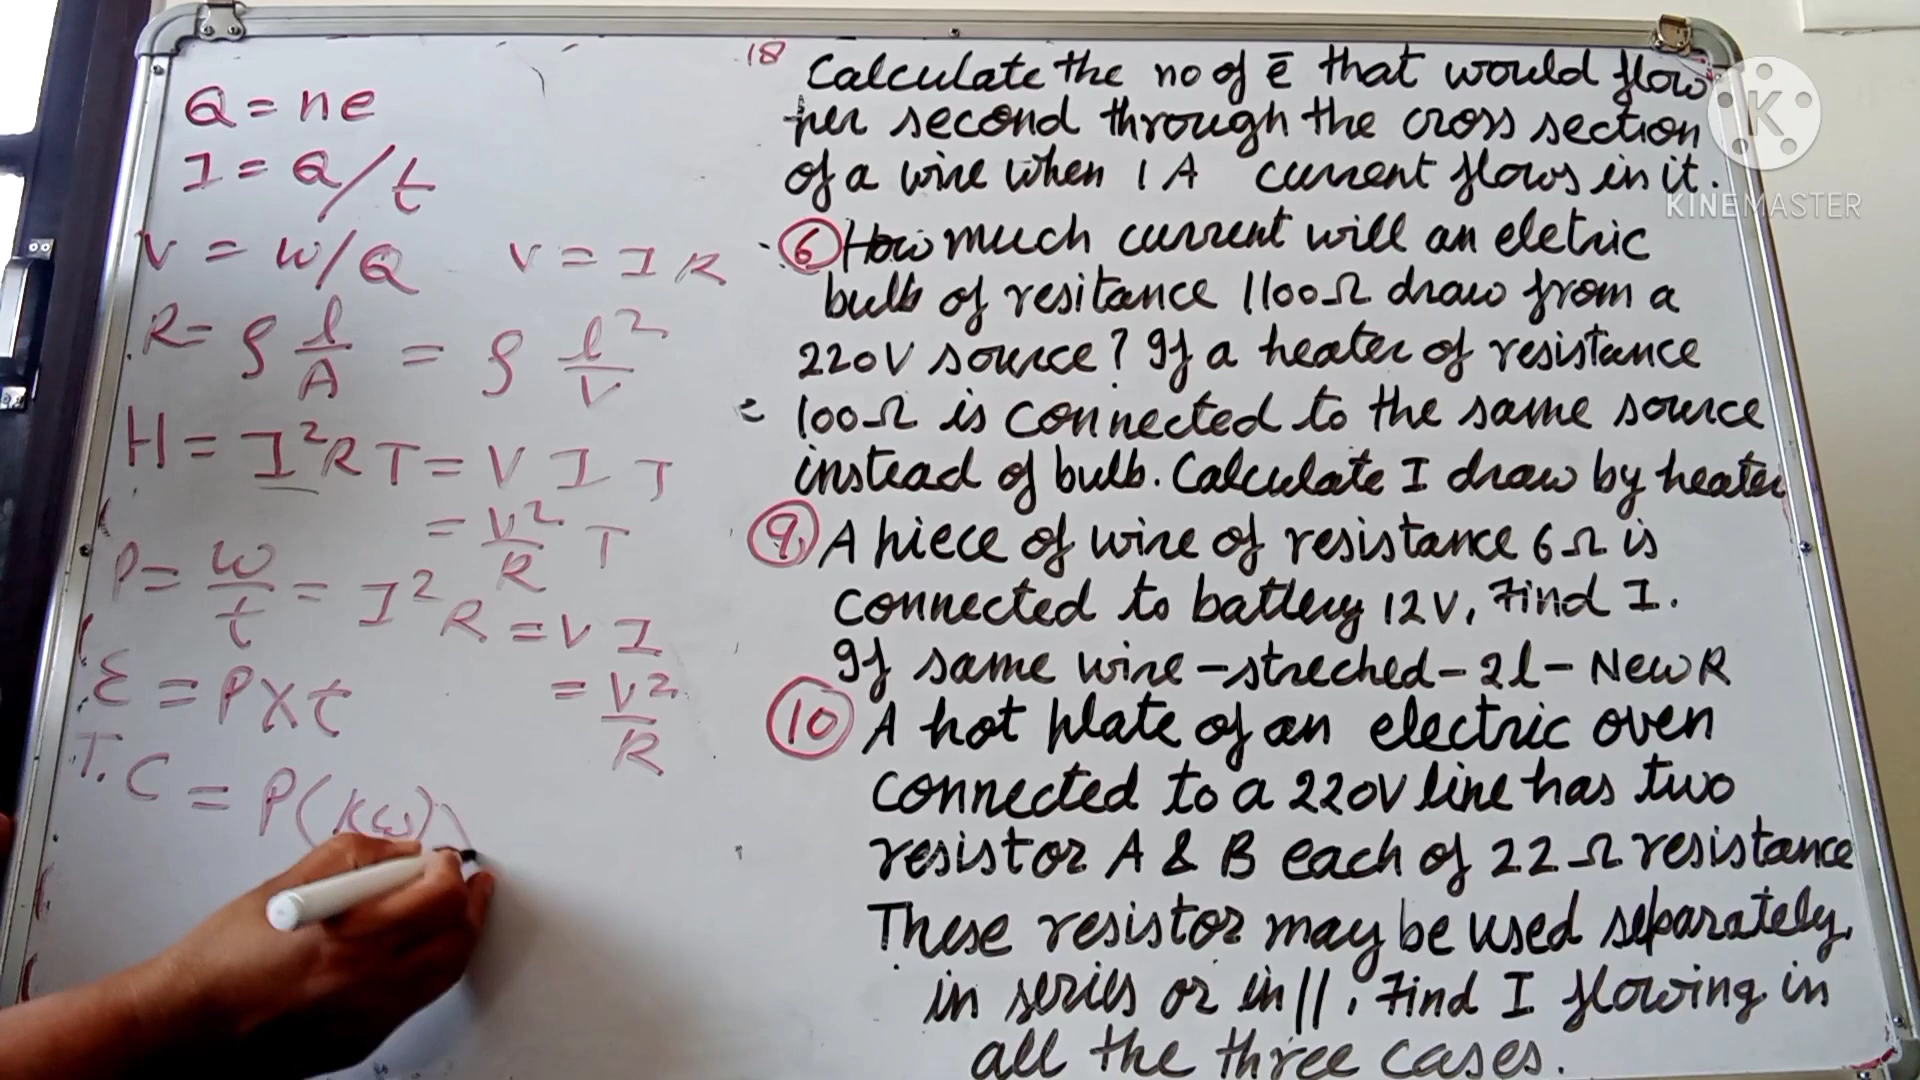 Q = ne
I = Q/t
V = W/Q V = IR
R = ρ l/A = ρ l²/V
H = I²RT = V I T
= V²/R T
P = W/t = I²R = V I
= V²/R
E = P x t
T.C = P(KW)
18 Calculate the no of ē that would flow
per second through the cross section
of a wire when 1 A current flows in it.
6 How much current will an eletric
bulb of resitance 1100Ω draw from a
220V source? If a heater of resistance
100Ω is connected to the same source
instead of bulb. Calculate I draw by heater
9 A piece of wire of resistance 6Ω is
connected to battery 12V, Find I.
If same wire - streched - 2l - New R
10 A hot plate of an electric oven
connected to a 220V line has two
resistor A & B each of 22Ω resistance
These resistor may be used separately,
in series or in ||. Find I flowing in
all the three cases.
K
KINEMASTER